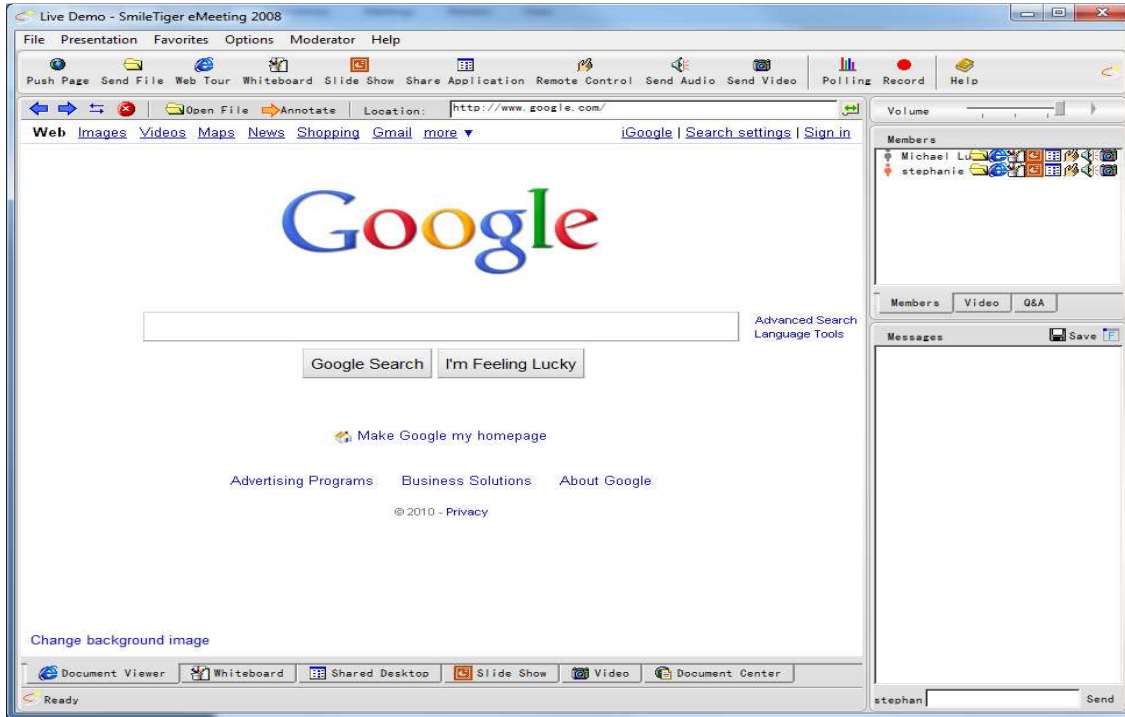 Live Demo - SmileTiger eMeeting 2008
File Presentation Favorites Options Moderator Help
Push Page Send File Web Tour Whiteboard Slide Show Share Application Remote Control Send Audio Send Video Polling Record Help
Open File Annotate Location: http://www.google.com/
Volume
Web Images Videos Maps News Shopping Gmail more ▼ iGoogle | Search settings | Sign in
Members
Michael Lu
stephanie
Google
Members Video Q&A
Advanced Search
Language Tools
Messages Save F
Google Search I'm Feeling Lucky
Make Google my homepage
Advertising Programs Business Solutions About Google
© 2010 - Privacy
Change background image
Document Viewer Whiteboard Shared Desktop Slide Show Video Document Center
Ready
stephan Send